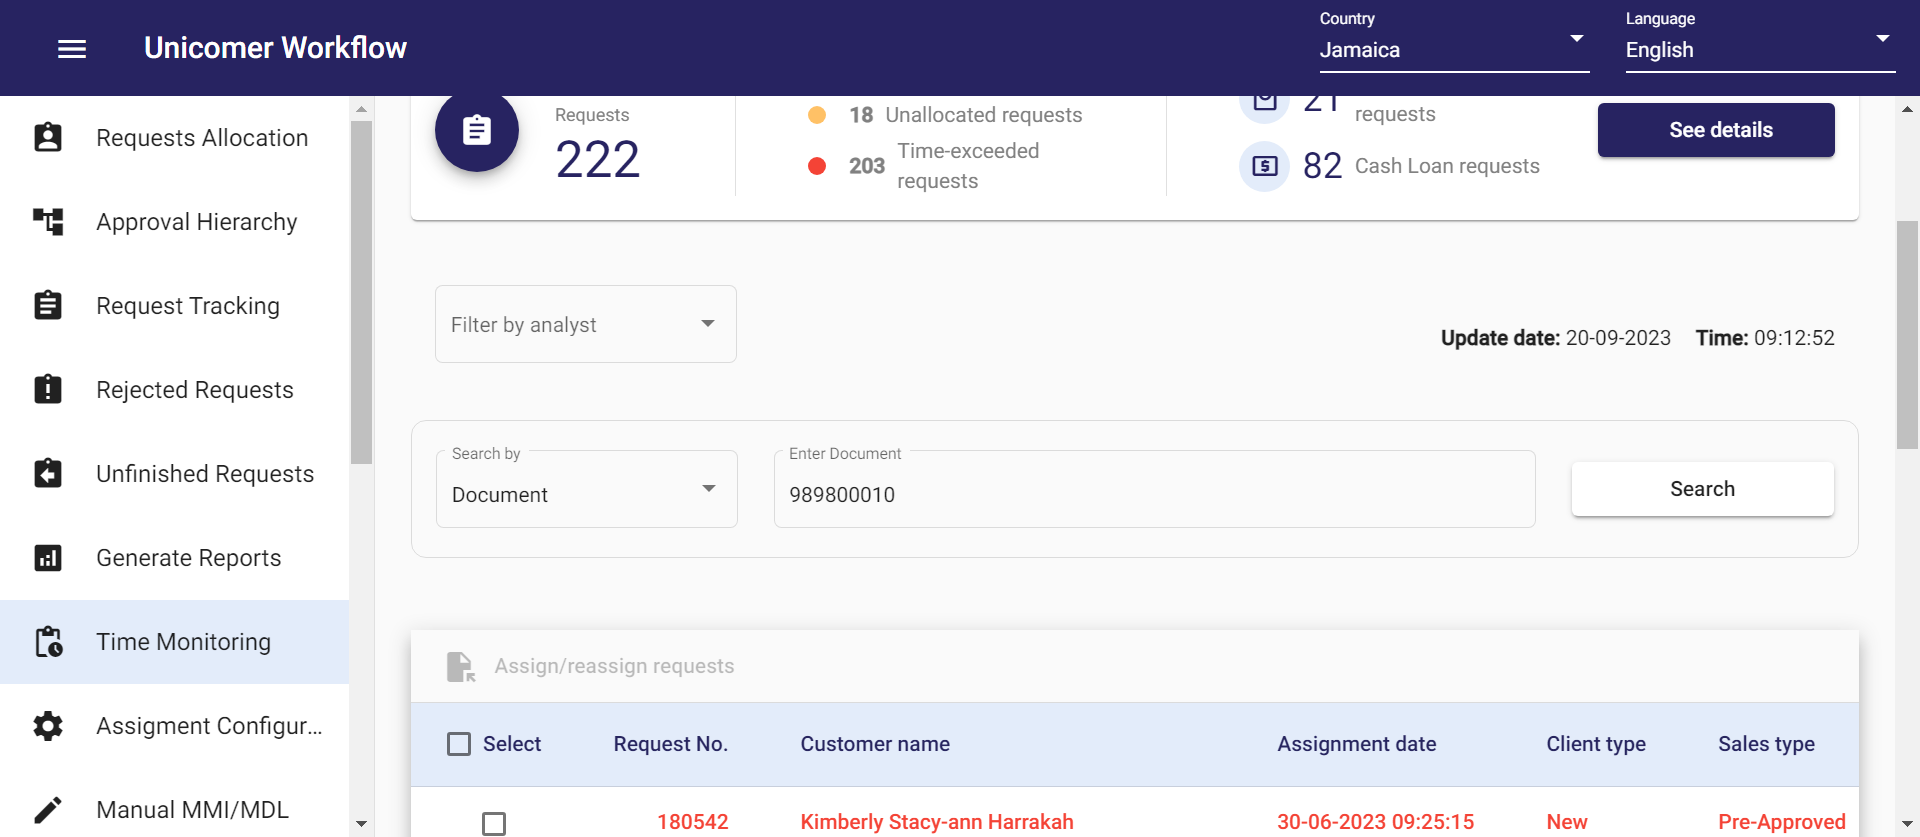 Unicomer Workflow
Country
Jamaica
Language
English
Requests Allocation
Approval Hierarchy
Request Tracking
Rejected Requests
Unfinished Requests
Generate Reports
Time Monitoring
Assigment Configur...
Manual MMI/MDL
Requests
222
18 Unallocated requests
203 Time-exceeded
requests
21 requests
82 Cash Loan requests
See details
Filter by analyst
Update date: 20-09-2023 Time: 09:12:52
Search by
Document
Enter Document
989800010
Search
Assign/reassign requests
Select Request No. Customer name Assignment date Client type Sales type
180542 Kimberly Stacy-ann Harrakah 30-06-2023 09:25:15 New Pre-Approved